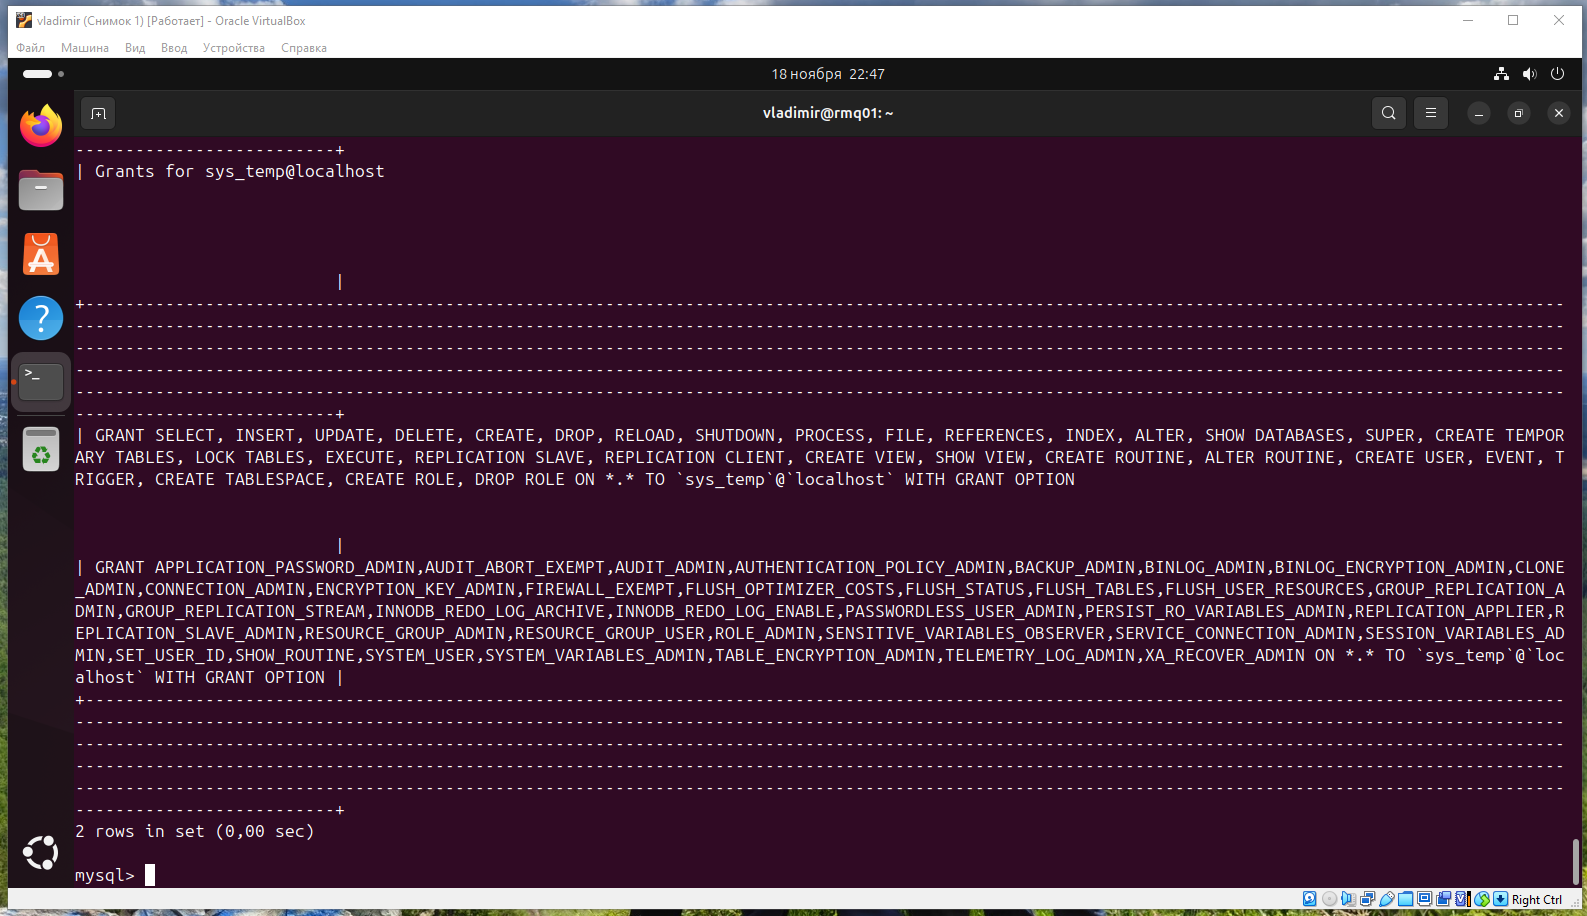 vladimir (Снимок 1) [Работает] - Oracle VirtualBox
Файл Машина Вид Ввод Устройства Справка
18 ноября 22:47
vladimir@rmq01: ~
--------------------------+
| Grants for sys_temp@localhost
|
+----------------------------------------------------------------------------------------------------------------------------------------------------
-----------------------------------------------------------------------------------------------------------------------------------------------------
-----------------------------------------------------------------------------------------------------------------------------------------------------
-----------------------------------------------------------------------------------------------------------------------------------------------------
-----------------------------------------------------------------------------------------------------------------------------------------------------
--------------------------+
| GRANT SELECT, INSERT, UPDATE, DELETE, CREATE, DROP, RELOAD, SHUTDOWN, PROCESS, FILE, REFERENCES, INDEX, ALTER, SHOW DATABASES, SUPER, CREATE TEMPOR
ARY TABLES, LOCK TABLES, EXECUTE, REPLICATION SLAVE, REPLICATION CLIENT, CREATE VIEW, SHOW VIEW, CREATE ROUTINE, ALTER ROUTINE, CREATE USER, EVENT, T
RIGGER, CREATE TABLESPACE, CREATE ROLE, DROP ROLE ON *.* TO `sys_temp`@`localhost` WITH GRANT OPTION
|
| GRANT APPLICATION_PASSWORD_ADMIN,AUDIT_ABORT_EXEMPT,AUDIT_ADMIN,AUTHENTICATION_POLICY_ADMIN,BACKUP_ADMIN,BINLOG_ADMIN,BINLOG_ENCRYPTION_ADMIN,CLONE
_ADMIN,CONNECTION_ADMIN,ENCRYPTION_KEY_ADMIN,FIREWALL_EXEMPT,FLUSH_OPTIMIZER_COSTS,FLUSH_STATUS,FLUSH_TABLES,FLUSH_USER_RESOURCES,GROUP_REPLICATION_A
DMIN,GROUP_REPLICATION_STREAM,INNODB_REDO_LOG_ARCHIVE,INNODB_REDO_LOG_ENABLE,PASSWORDLESS_USER_ADMIN,PERSIST_RO_VARIABLES_ADMIN,REPLICATION_APPLIER,R
EPLICATION_SLAVE_ADMIN,RESOURCE_GROUP_ADMIN,RESOURCE_GROUP_USER,ROLE_ADMIN,SENSITIVE_VARIABLES_OBSERVER,SERVICE_CONNECTION_ADMIN,SESSION_VARIABLES_AD
MIN,SET_USER_ID,SHOW_ROUTINE,SYSTEM_USER,SYSTEM_VARIABLES_ADMIN,TABLE_ENCRYPTION_ADMIN,TELEMETRY_LOG_ADMIN,XA_RECOVER_ADMIN ON *.* TO `sys_temp`@`loc
alhost` WITH GRANT OPTION |
+----------------------------------------------------------------------------------------------------------------------------------------------------
-----------------------------------------------------------------------------------------------------------------------------------------------------
-----------------------------------------------------------------------------------------------------------------------------------------------------
-----------------------------------------------------------------------------------------------------------------------------------------------------
-----------------------------------------------------------------------------------------------------------------------------------------------------
--------------------------+
2 rows in set (0,00 sec)
mysql>
Right Ctrl